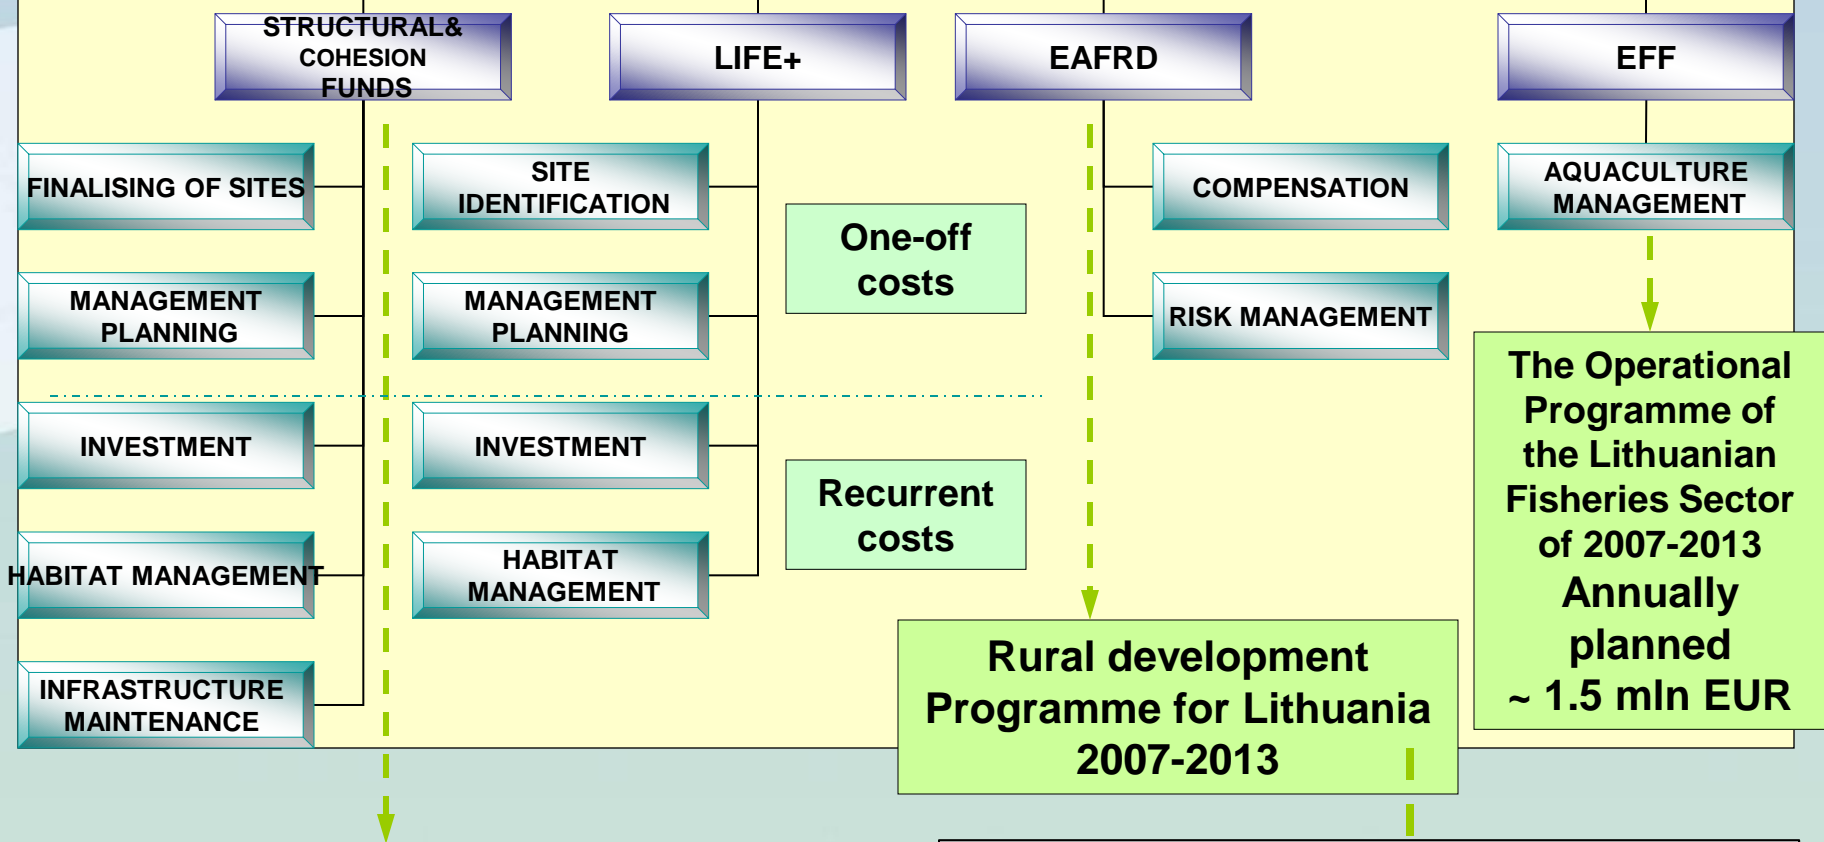 STRUCTURAL&
COHESION
FUNDS
LIFE+
EAFRD
EFF
FINALISING OF SITES
MANAGEMENT
PLANNING
INVESTMENT
HABITAT MANAGEMENT
INFRASTRUCTURE
MAINTENANCE
SITE
IDENTIFICATION
MANAGEMENT
PLANNING
INVESTMENT
HABITAT
MANAGEMENT
One-off
costs
Recurrent
costs
COMPENSATION
RISK MANAGEMENT
Rural development
Programme for Lithuania
2007-2013
AQUACULTURE
MANAGEMENT
The Operational
Programme of
the Lithuanian
Fisheries Sector
of 2007-2013
Annually
planned
~ 1.5 mln EUR